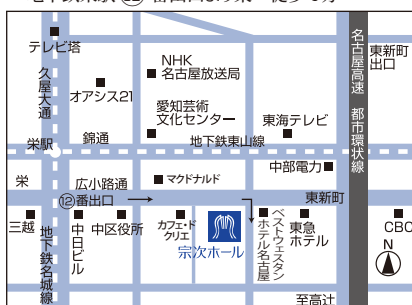 テレビ塔
久屋大通
NHK
名古屋放送局
オアシス21
愛知芸術
文化センター
東海テレビ
名古屋高速 都市環状線
東新町
出口
栄駅
錦通
地下鉄東山線
中部電力
栄
広小路通
マクドナルド
東新町
⑫番出口
三越
地下鉄名城線
中日ビル
中区役所
カフェ・ド
クリエ
宗次ホール
ベストウェスタン
ホテル名古屋
東急
ホテル
CBC
N
至高辻